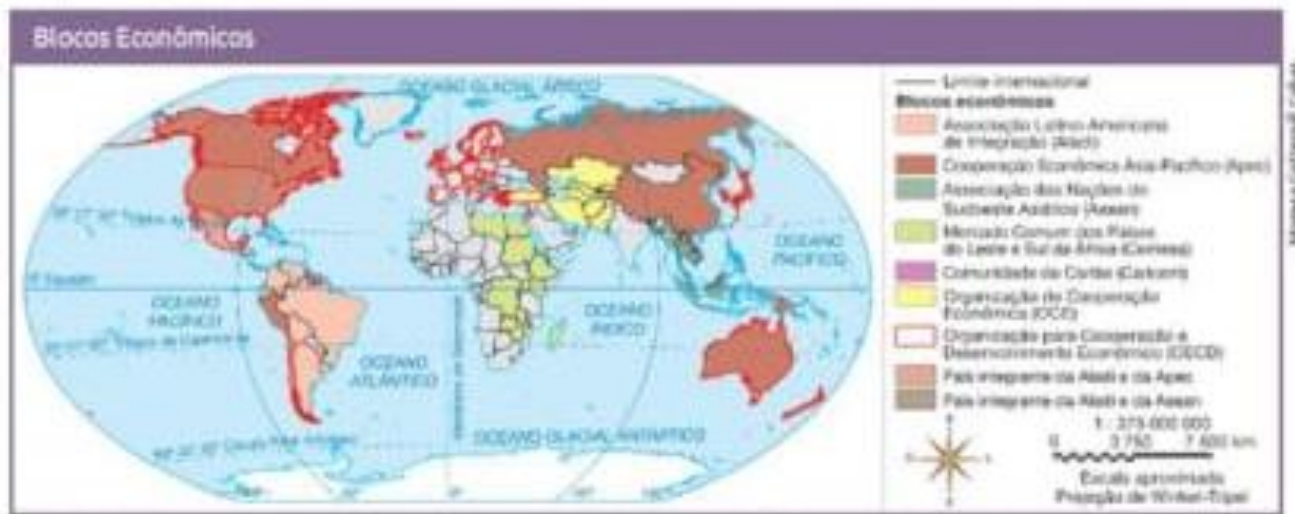 Blocos Econômicos
OCEANO GLACIAL ÁRTICO
OCEANO
PACÍFICO
OCEANO
PACÍFICO
OCEANO
ATLÂNTICO
OCEANO
ÍNDICO
OCEANO GLACIAL ANTÁRTICO
Limite internacional
Blocos econômicos
Associação Latino-Americana
de Integração (Aladi)
Cooperação Econômica Ásia-Pacífico (Apec)
Associação das Nações do
Sudeste Asiático (Asean)
Mercado Comum dos Países
do Leste e Sul da África (Comesa)
Comunidade do Caribe (Caricom)
Organização de Cooperação
Econômica
Organização para Cooperação e
Desenvolvimento Econômico (OECD)
País integrante da Aladi e da Apec
País integrante da Aladi e da Asean
1 : 375 000 000
0 3 750 7 500 km
Escala aproximada
Projeção de Winkel-Tripel